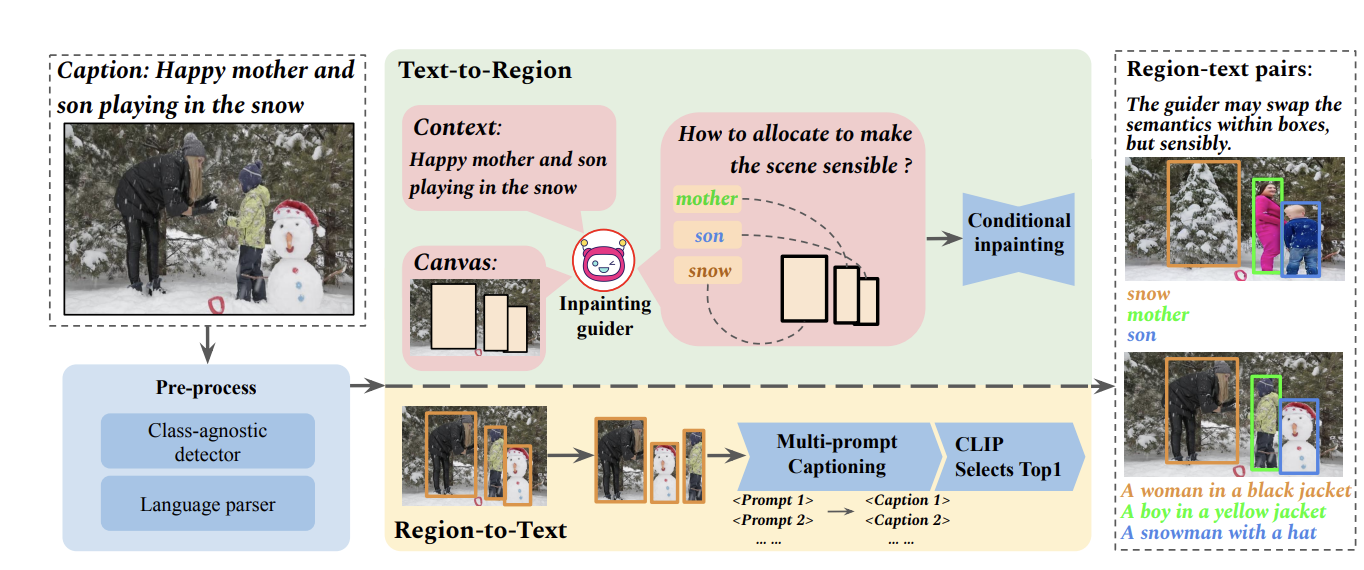 Caption: Happy mother and
son playing in the snow
Pre-process
Class-agnostic
detector
Language parser
Text-to-Region
Context:
Happy mother and son
playing in the snow
Canvas:
Inpainting
guider
How to allocate to make
the scene sensible ?
mother
son
snow
Conditional
inpainting
Region-to-Text
Multi-prompt
Captioning
CLIP
Selects Top1
<Prompt 1>
<Prompt 2>
... ...
<Caption 1>
<Caption 2>
... ...
Region-text pairs:
The guider may swap the
semantics within boxes,
but sensibly.
snow
mother
son
A woman in a black jacket
A boy in a yellow jacket
A snowman with a hat